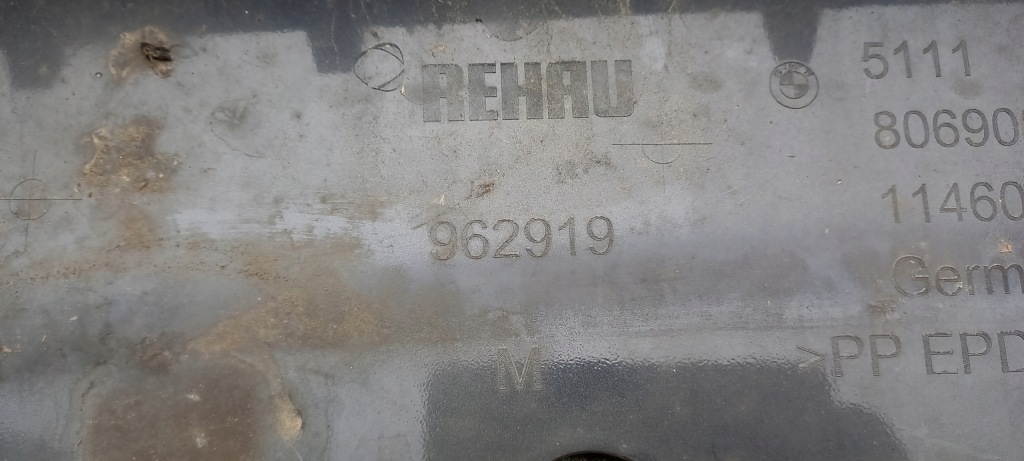 REHAU
5111
80690
962919
11460
Germ
M
>PP EPD